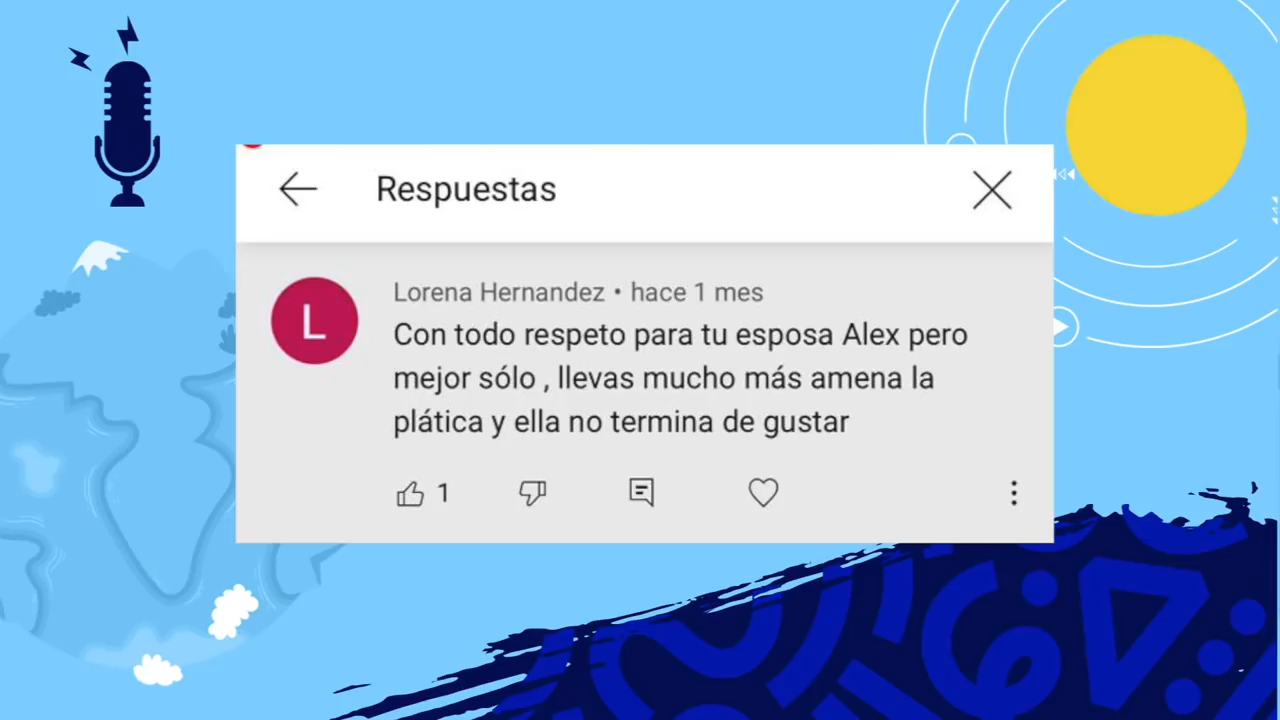 Respuestas
L
Lorena Hernandez • hace 1 mes
Con todo respeto para tu esposa Alex pero
mejor sólo , llevas mucho más amena la
plática y ella no termina de gustar
1